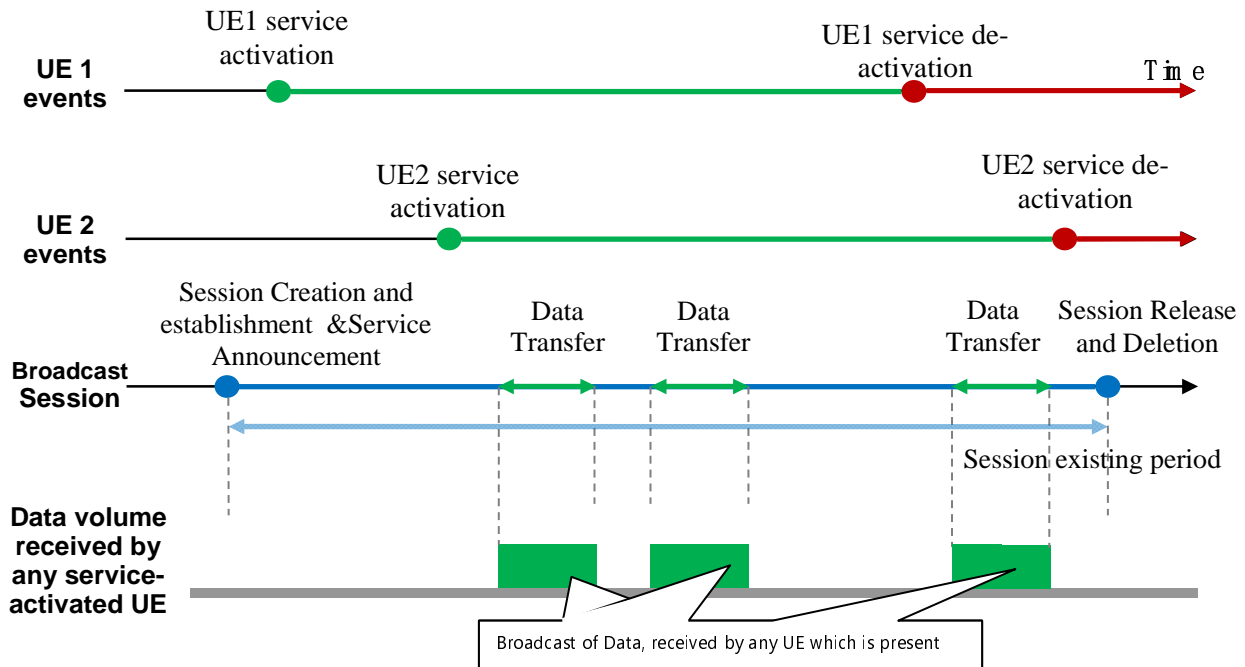 UE1 service
activation
UE1 service de-
activation
Time
UE 1
events
UE2 service
activation
UE2 service de-
activation
UE 2
events
Session Creation and
establishment &Service
Announcement
Data
Transfer
Data
Transfer
Data
Transfer
Session Release
and Deletion
Broadcast
Session
Session existing period
Data volume
received by
any service-
activated UE
Broadcast of Data, received by any UE which is present